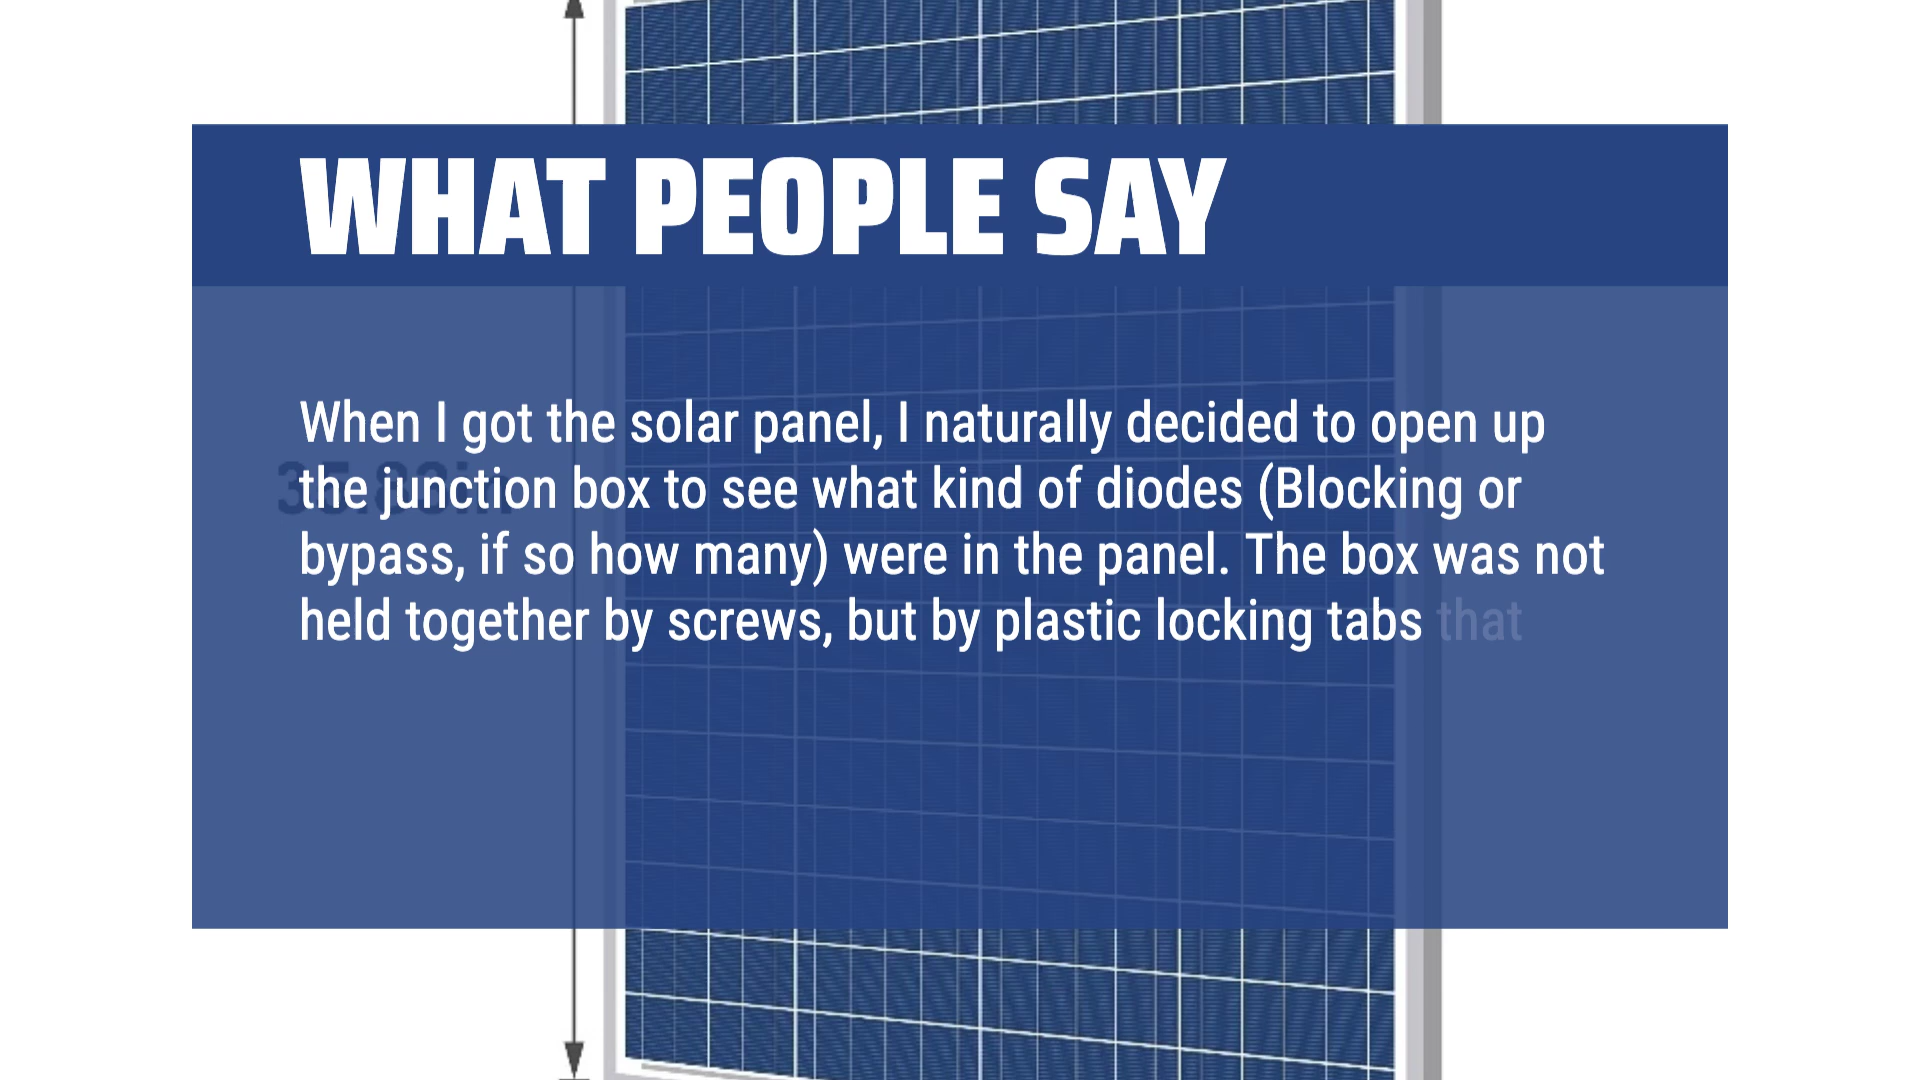 WHAT PEOPLE SAY
When I got the solar panel, I naturally decided to open up
the junction box to see what kind of diodes (Blocking or
bypass, if so how many) were in the panel. The box was not
held together by screws, but by plastic locking tabs that